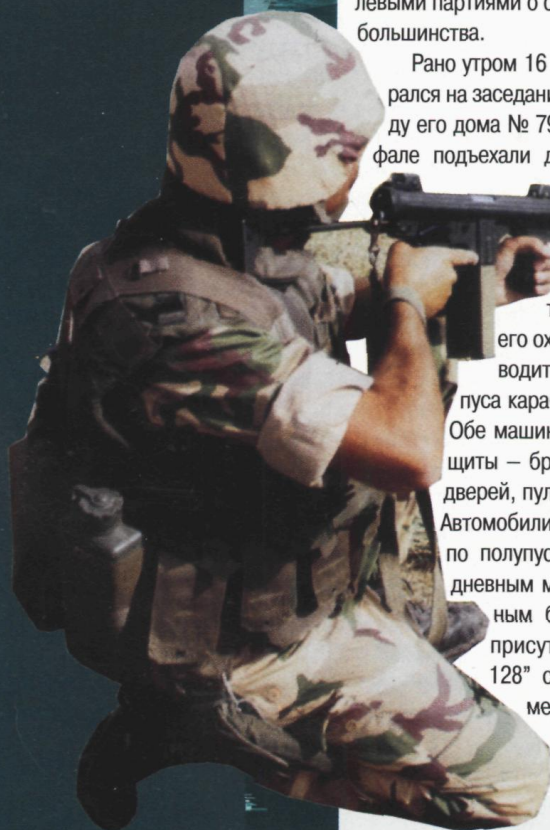 левыми партиями о с
большинства.
Рано утром 16
рался на заседани
ду его дома № 79
фале подъехали д
т
его ох
водит
пуса кара
Обе машин
щиты – бр
дверей, пул
Автомобили
по полупус
дневным м
ным б
присут
128” с
ме